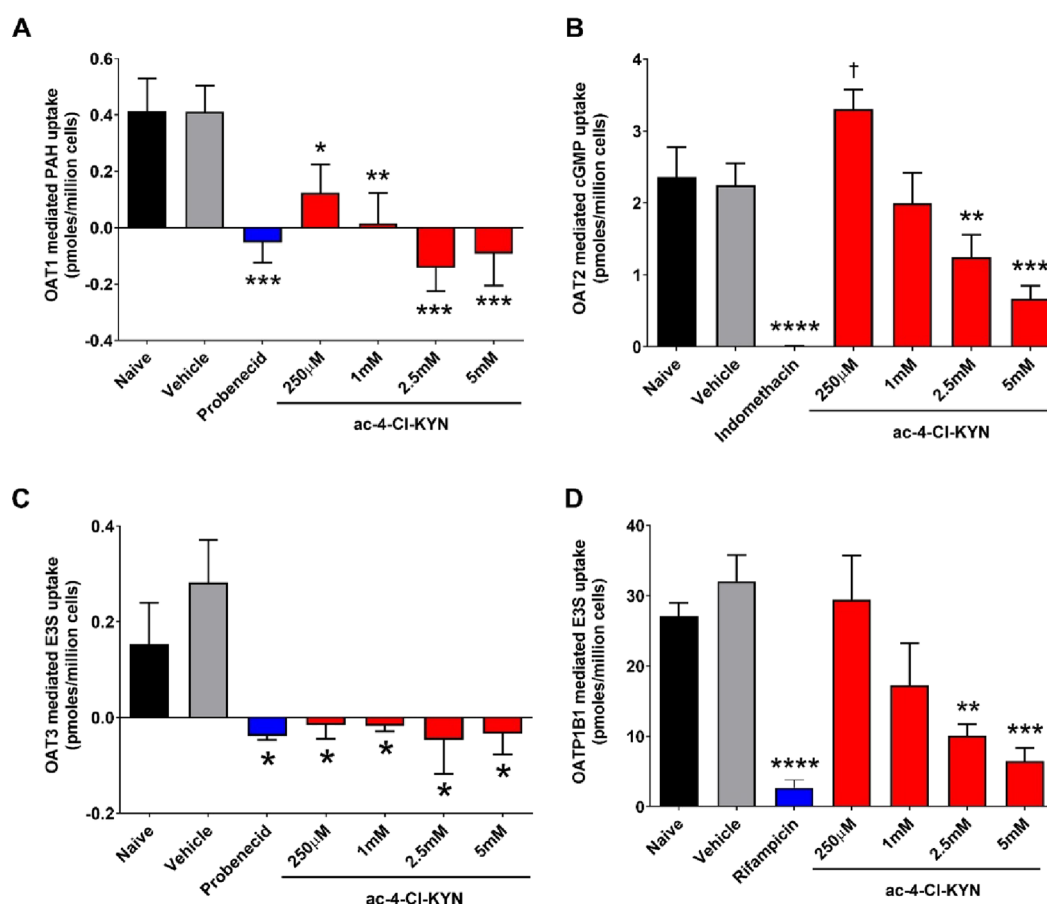 A
OAT1 mediated PAH uptake
(pmoles/million cells)
0.6
0.4
0.2
0.0
-0.2
-0.4
*
**
***
***
***
Naive
Vehicle
Probenecid
250μM
1mM
2.5mM
5mM
ac-4-Cl-KYN
B
OAT2 mediated cGMP uptake
(pmoles/million cells)
4
3
2
1
0
†
**
***
****
Naive
Vehicle
Indomethacin
250μM
1mM
2.5mM
5mM
ac-4-Cl-KYN
C
OAT3 mediated E3S uptake
(pmoles/million cells)
0.4
0.2
0.0
-0.2
*
*
*
*
*
Naive
Vehicle
Probenecid
250μM
1mM
2.5mM
5mM
ac-4-Cl-KYN
D
OATP1B1 mediated E3S uptake
(pmoles/million cells)
40
30
20
10
0
****
**
***
Naive
Vehicle
Rifampicin
250μM
1mM
2.5mM
5mM
ac-4-Cl-KYN